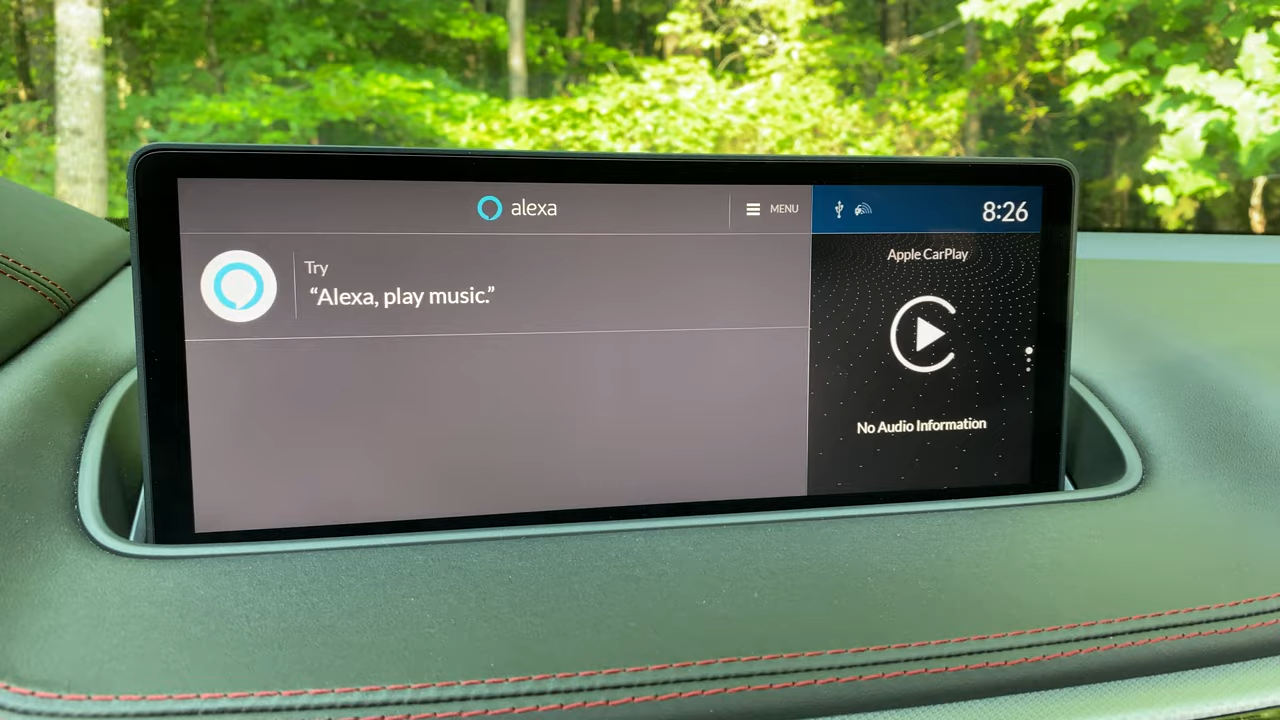 alexa
MENU
8:26
Try
“Alexa, play music.”
Apple CarPlay
No Audio Information